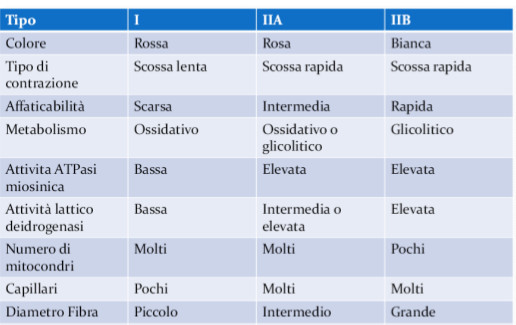 Tipo I IIA IIB
Colore Rossa Rosa Bianca
Tipo di Scossa lenta Scossa rapida Scossa rapida
contrazione
Affaticabilità Scarsa Intermedia Rapida
Metabolismo Ossidativo Ossidativo o Glicolitico
glicolitico
Attivita ATPasi Bassa Elevata Elevata
miosinica
Attività lattico Bassa Intermedia o Elevata
deidrogenasi elevata
Numero di Molti Molti Pochi
mitocondri
Capillari Pochi Molti Molti
Diametro Fibra Piccolo Intermedio Grande